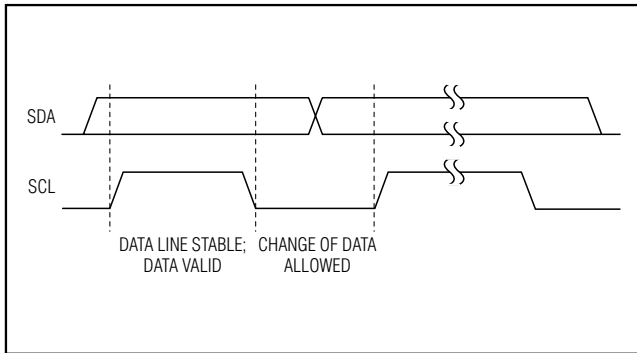 SDA
SCL
DATA LINE STABLE;
DATA VALID
CHANGE OF DATA
ALLOWED